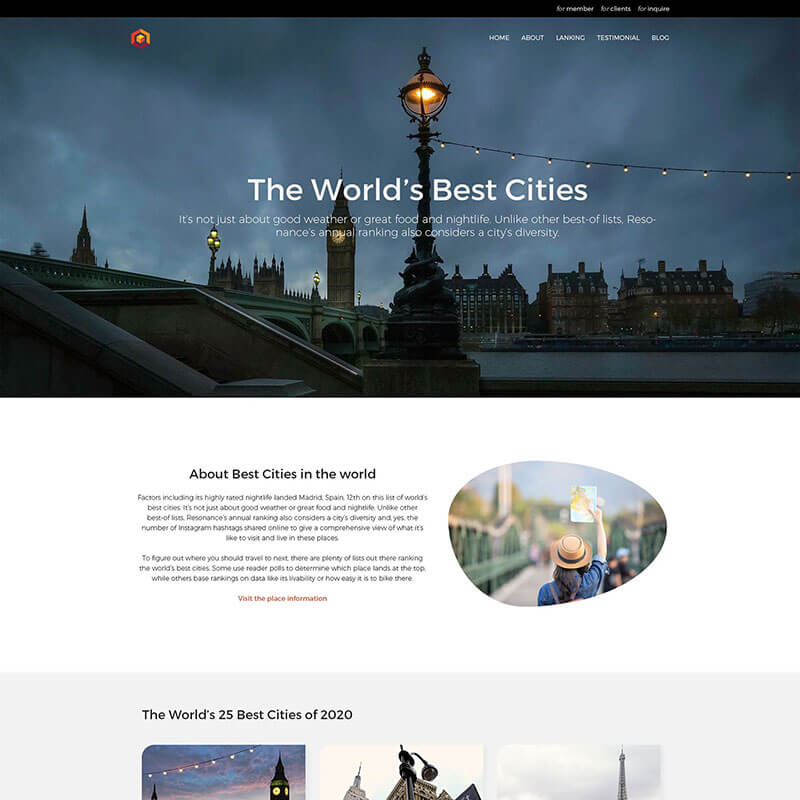 for member for clients for inquire
HOME ABOUT LANKING TESTIMONIAL BLOG
The World's Best Cities
It's not just about good weather or great food and nightlife. Unlike other best-of lists, Reso-
nance's annual ranking also considers a city's diversity.
About Best Cities in the world
Factors including its highly rated nightlife landed Madrid, Spain, 12th on this list of world's
best cities. It's not just about good weather or great food and nightlife. Unlike other
best-of lists, Resonance's annual ranking also considers a city's diversity and, yes, the
number of Instagram hashtags shared online to give a comprehensive view of what it's
like to visit and live in these places.
To figure out where you should travel to next, there are plenty of lists out there ranking
the world's best cities. Some use reader polls to determine which place lands at the top,
while others base rankings on data like its livability or how easy it is to bike there.
Visit the place information
The World's 25 Best Cities of 2020